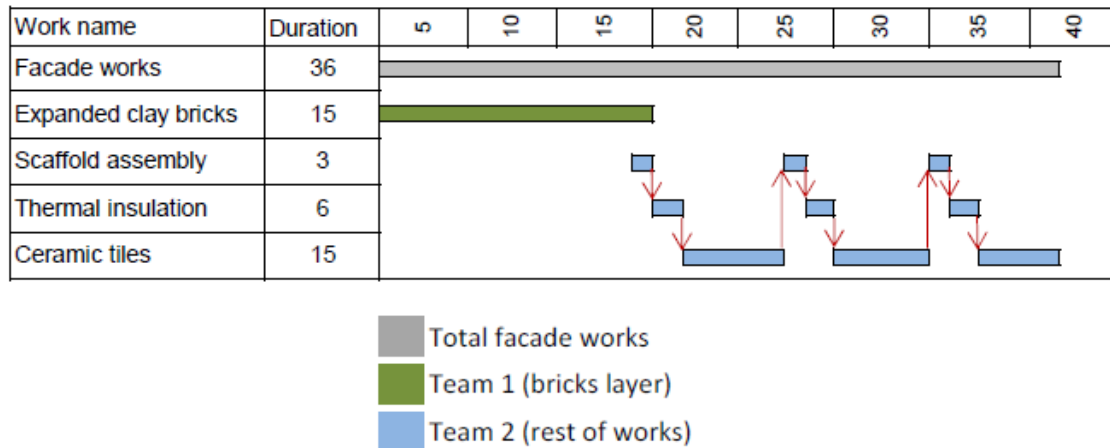 Work name Duration 5 10 15 20 25 30 35 40
Facade works 36
Expanded clay bricks 15
Scaffold assembly 3
Thermal insulation 6
Ceramic tiles 15
Total facade works
Team 1 (bricks layer)
Team 2 (rest of works)